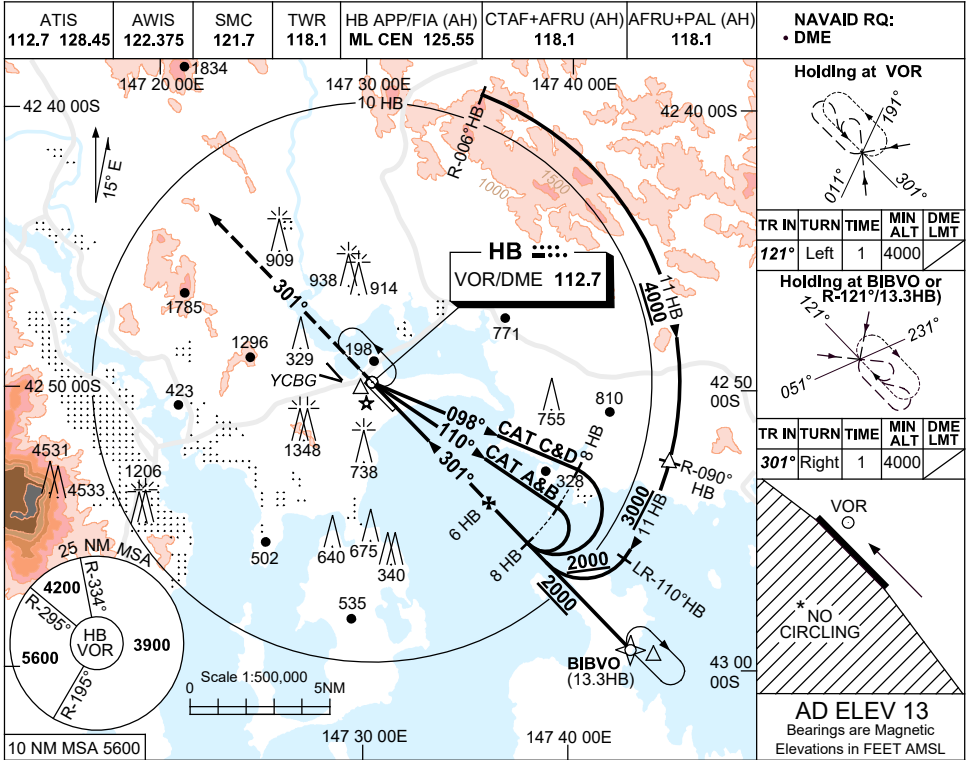 ATIS
112.7 128.45
AWIS
122.375
SMC
121.7
TWR
118.1
HB APP/FIA (AH)
ML CEN 125.55
CTAF+AFRU (AH)
118.1
AFRU+PAL (AH)
118.1
NAVAID RQ:
• DME
1834
147 20 00E
147 30 00E
147 40 00E
42 40 00S
42 40 00S
10 HB
R-006°HB
1000
1500
15° E
909
938
914
HB
VOR/DME 112.7
11 HB
4000
301°
1785
771
1296
329
198
YCBG
42 50 00S
42 50
00S
423
755
810
098°
CAT C&D
110°
CAT A&B
301°
8 HB
328
R-090°
HB
1348
738
4531
4533
1206
6 HB
3000
11 HB
502
640
675
340
8 HB
2000
LR-110°HB
2000
535
25 NM MSA
4200
R-334°
R-295°
HB
VOR
3900
5600
R-195°
BIBVO
(13.3HB)
43 00
00S
Scale 1:500,000
0
5NM
10 NM MSA 5600
147 30 00E
147 40 00E
Holding at VOR
191°
011°
301°
TR IN TURN TIME MIN ALT DME LMT
121° Left 1 4000
Holding at BIBVO or
R-121°/13.3HB)
121°
231°
051°
TR IN TURN TIME MIN ALT DME LMT
301° Right 1 4000
VOR
* NO
CIRCLING
AD ELEV 13
Bearings are Magnetic
Elevations in FEET AMSL